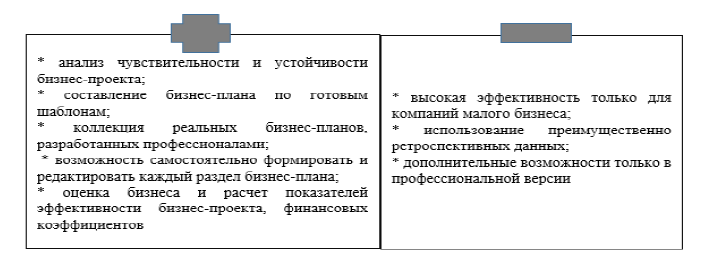 * анализ чувствительности и устойчивости
бизнес-проекта;
* составление бизнес-плана по готовым
шаблонам;
* коллекция реальных бизнес-планов,
разработанных профессионалами;
* возможность самостоятельно формировать и
редактировать каждый раздел бизнес-плана;
* оценка бизнеса и расчет показателей
эффективности бизнес-проекта, финансовых
коэффициентов
* высокая эффективность только для
компаний малого бизнеса;
* использование преимущественно
ретроспективных данных;
* дополнительные возможности только в
профессиональной версии